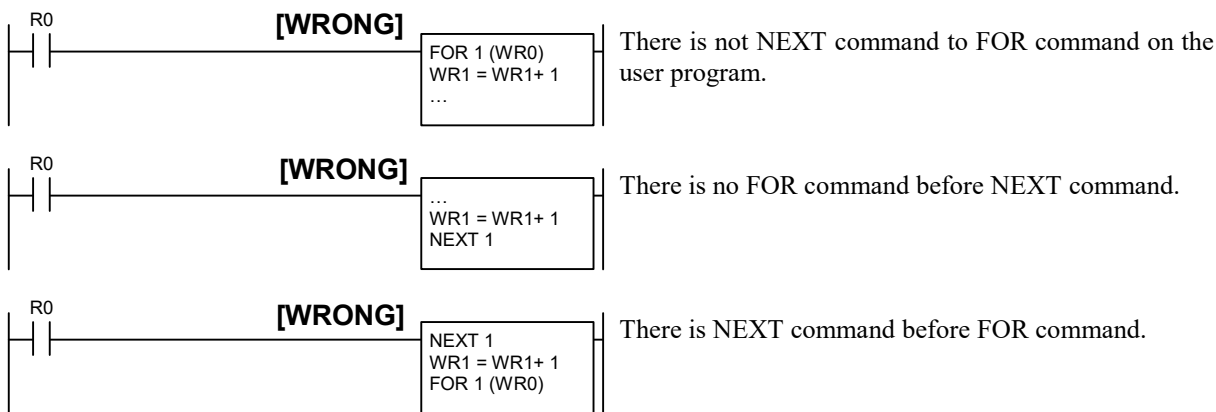 R0
[WRONG]
FOR 1 (WR0)
WR1 = WR1+ 1
…
There is not NEXT command to FOR command on the
user program.
R0
[WRONG]
…
WR1 = WR1+ 1
NEXT 1
There is no FOR command before NEXT command.
R0
[WRONG]
NEXT 1
WR1 = WR1+ 1
FOR 1 (WR0)
There is NEXT command before FOR command.